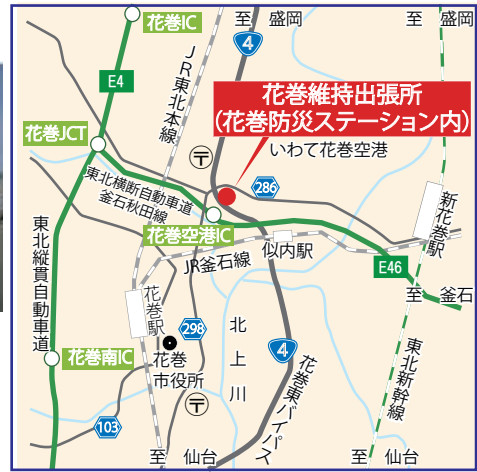 花巻IC
至 盛岡
至 盛岡
4
E4
JR東北本線
花巻維持出張所
(花巻防災ステーション内)
花巻JCT
〒
いわて花巻空港
286
東北横断自動車道
釜石秋田線
新花巻駅
花巻空港IC
似内駅
JR釜石線
E46
東北縦貫自動車道
至 釜石
花巻駅
298
北上川
4
花巻南IC
花巻
市役所
花巻東バイパス
東北新幹線
〒
103
至 仙台
至 仙台